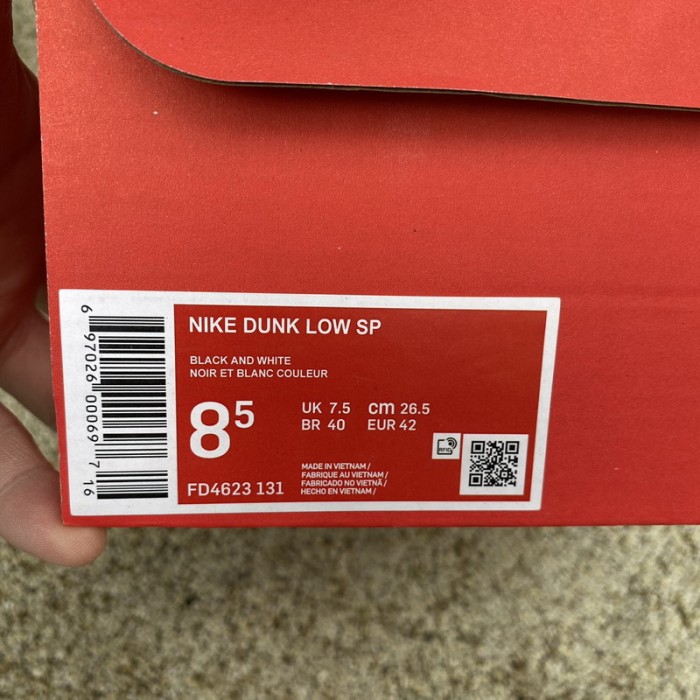 6 97026 00069 7 16
NIKE DUNK LOW SP
BLACK AND WHITE
NOIR ET BLANC COULEUR
8 5
UK 7.5 cm 26.5
BR 40 EUR 42
RFID
FD4623 131
MADE IN VIETNAM /
FABRIQUE AU VIETNAM /
FABRICADO NO VIETNÃ /
HECHO EN VIETNAM /